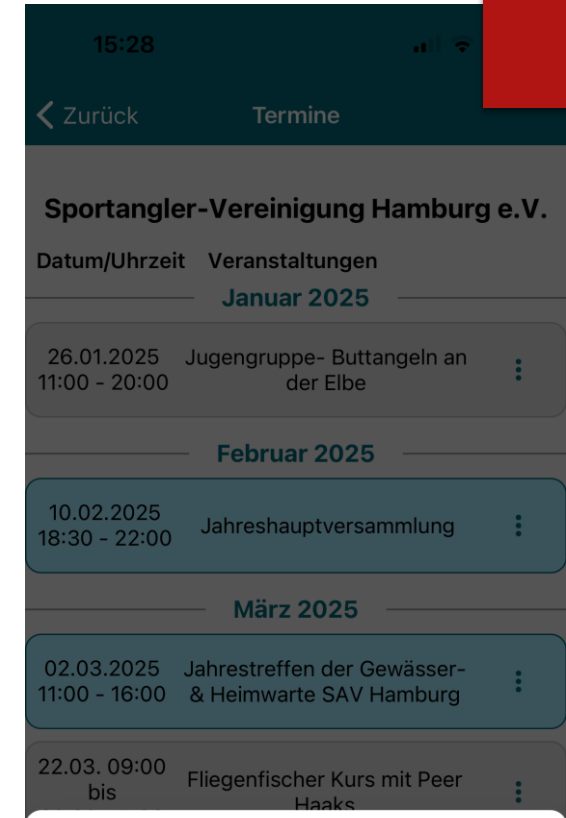 15:28
Zurück
Termine
Sportangler-Vereinigung Hamburg e.V.
Datum/Uhrzeit Veranstaltungen
Januar 2025
26.01.2025
11:00 - 20:00
Jugengruppe- Buttangeln an
der Elbe
Februar 2025
10.02.2025
18:30 - 22:00
Jahreshauptversammlung
März 2025
02.03.2025
11:00 - 16:00
Jahrestreffen der Gewässer-
& Heimwarte SAV Hamburg
22.03. 09:00
bis
Fliegenfischer Kurs mit Peer
Haaks